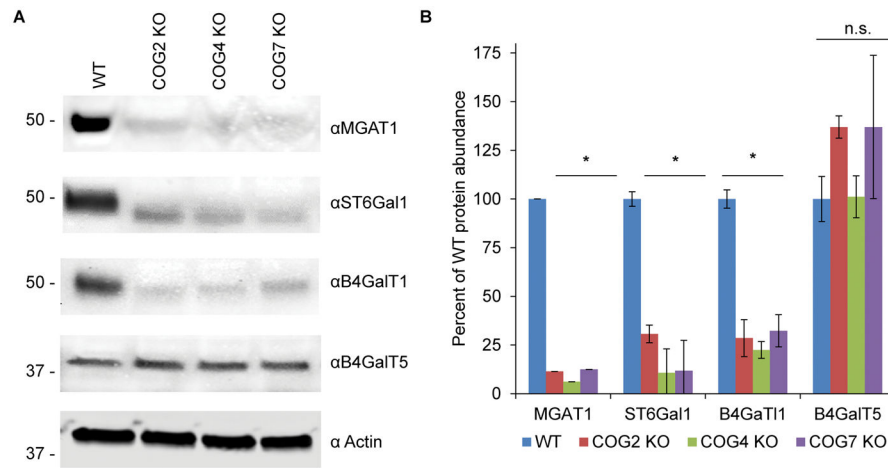 A
WT
COG2 KO
COG4 KO
COG7 KO
50 -
αMGAT1
50 -
αST6Gal1
50 -
αB4GalT1
37 -
αB4GalT5
37 -
α Actin
B
Percent of WT protein abundance
175
150
125
100
75
50
25
0
*
*
*
n.s.
MGAT1 ST6Gal1 B4GaTl1 B4GalT5
WT COG2 KO COG4 KO COG7 KO